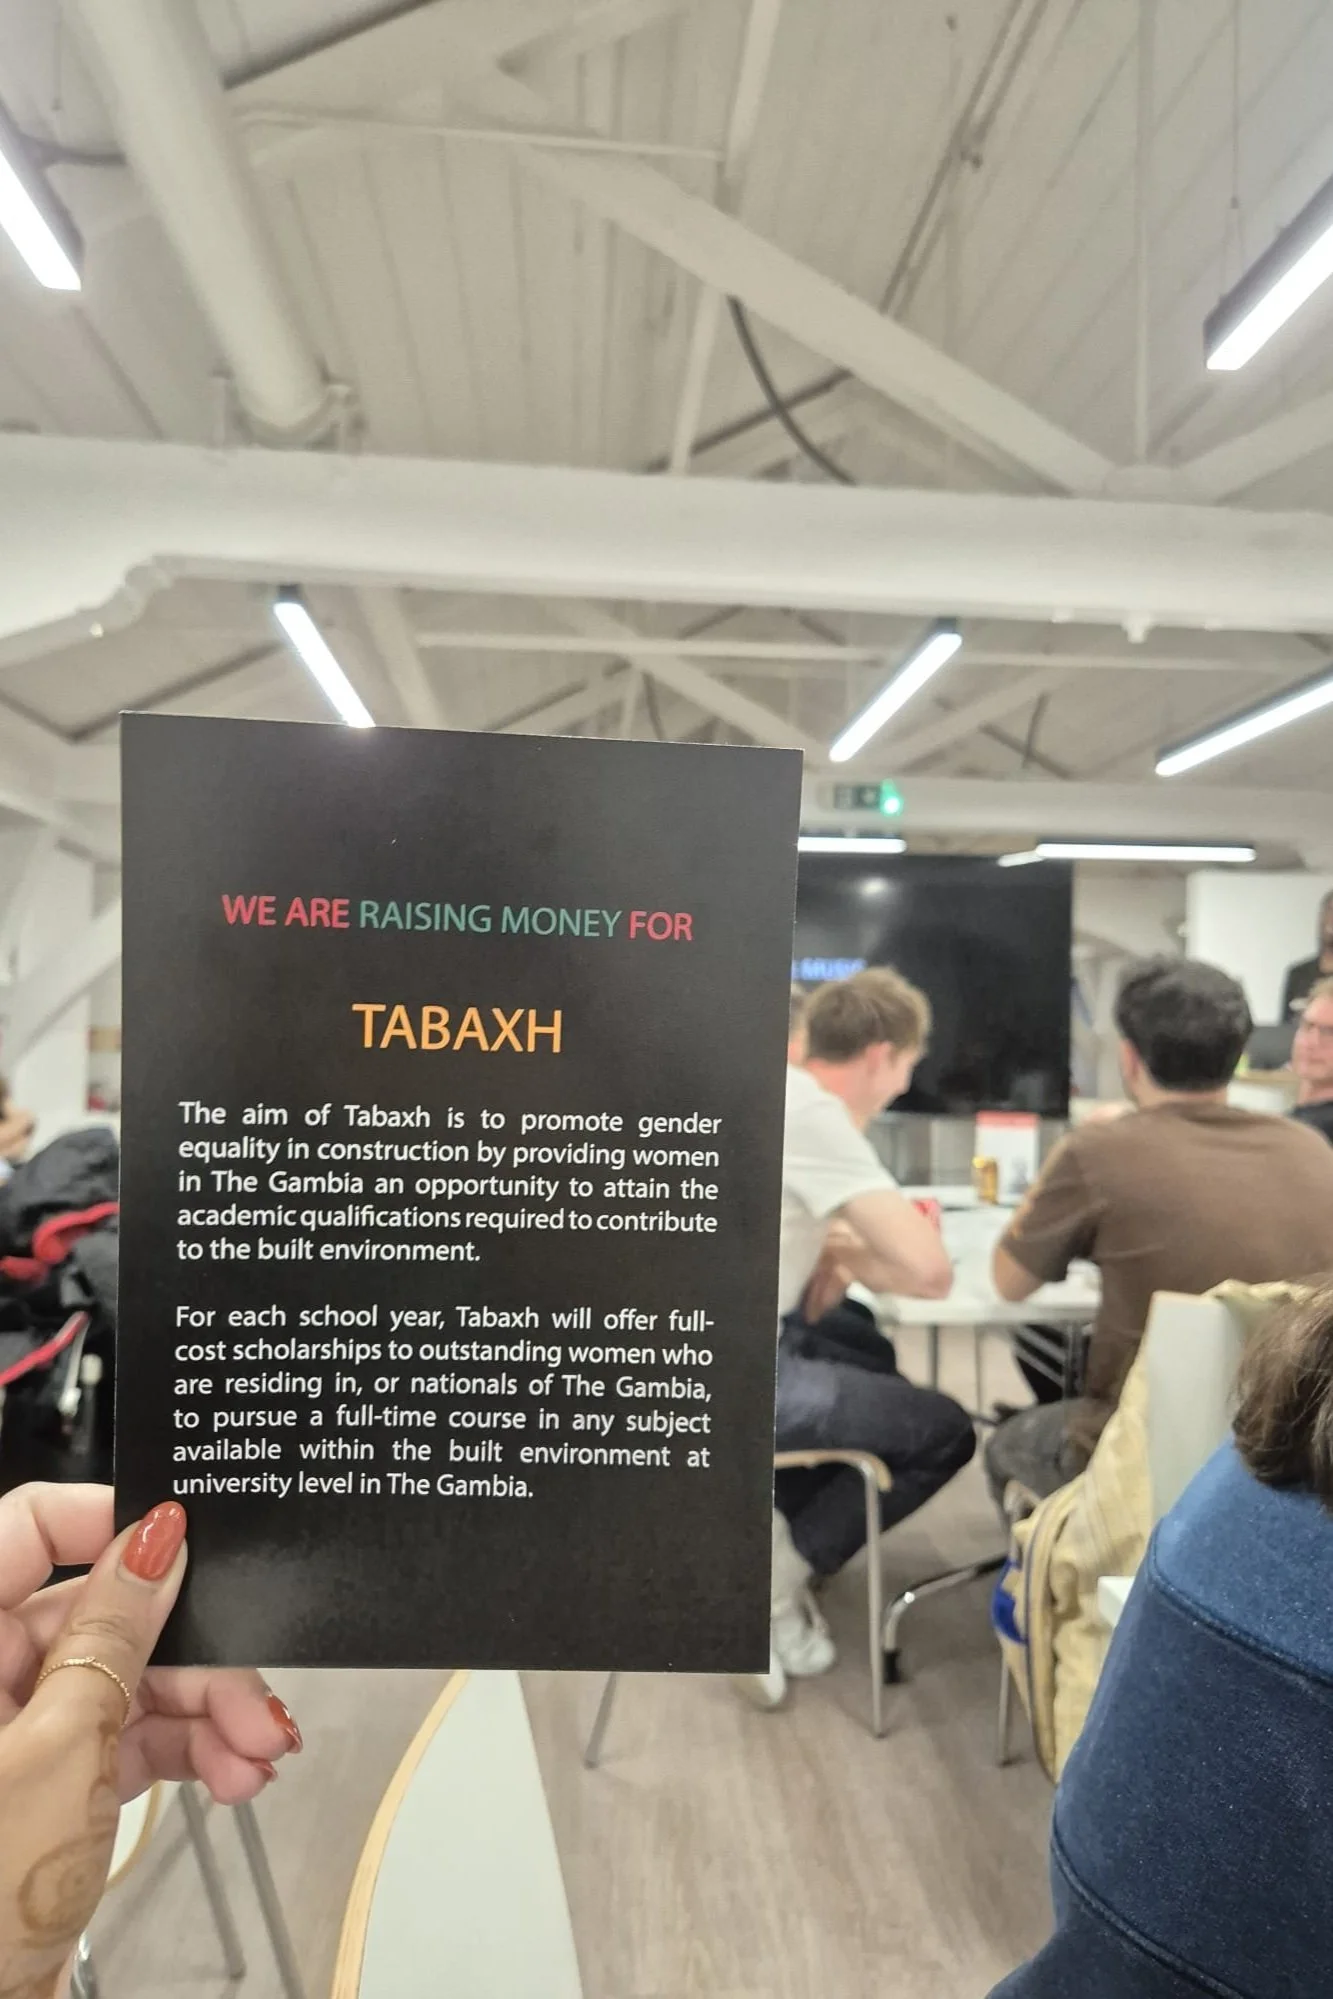 WE ARE RAISING MONEY FOR
TABAXH
The aim of Tabaxh is to promote gender
equality in construction by providing women
in The Gambia an opportunity to attain the
academic qualifications required to contribute
to the built environment.
For each school year, Tabaxh will offer full-
cost scholarships to outstanding women who
are residing in, or nationals of The Gambia,
to pursue a full-time course in any subject
available within the built environment at
university level in The Gambia.
MUSIC